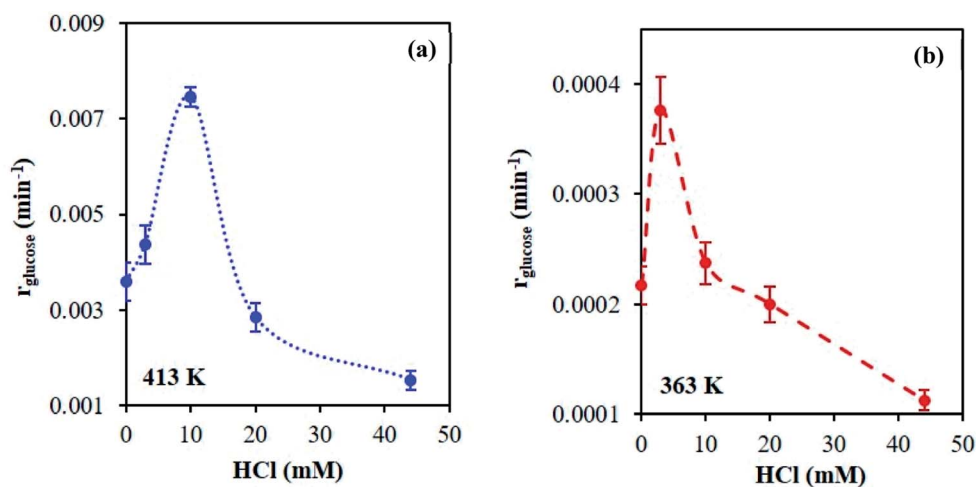 (a)
0.009
0.007
0.005
0.003
0.001
r_glucose (min⁻¹)
413 K
0 10 20 30 40 50
HCl (mM)
(b)
0.0004
0.0003
0.0002
0.0001
r_glucose (min⁻¹)
363 K
0 10 20 30 40 50
HCl (mM)